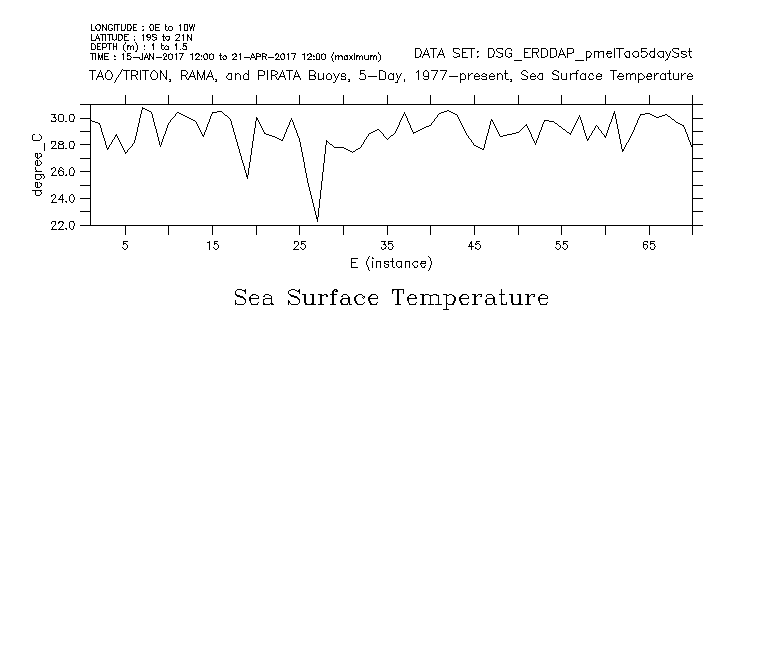 LONGITUDE : 0E to 10W
LATITUDE : 19S to 21N
DEPTH (m) : 1 to 1.5
TIME : 15-JAN-2017 12:00 to 21-APR-2017 12:00 (maximum)
DATA SET: DSG_ERDDAP_pmelTao5daySst
TAO/TRITON, RAMA, and PIRATA Buoys, 5-Day, 1977-present, Sea Surface Temperature
30.0
28.0
26.0
24.0
22.0
degree_C
5 15 25 35 45 55 65
E (instance)
Sea Surface Temperature